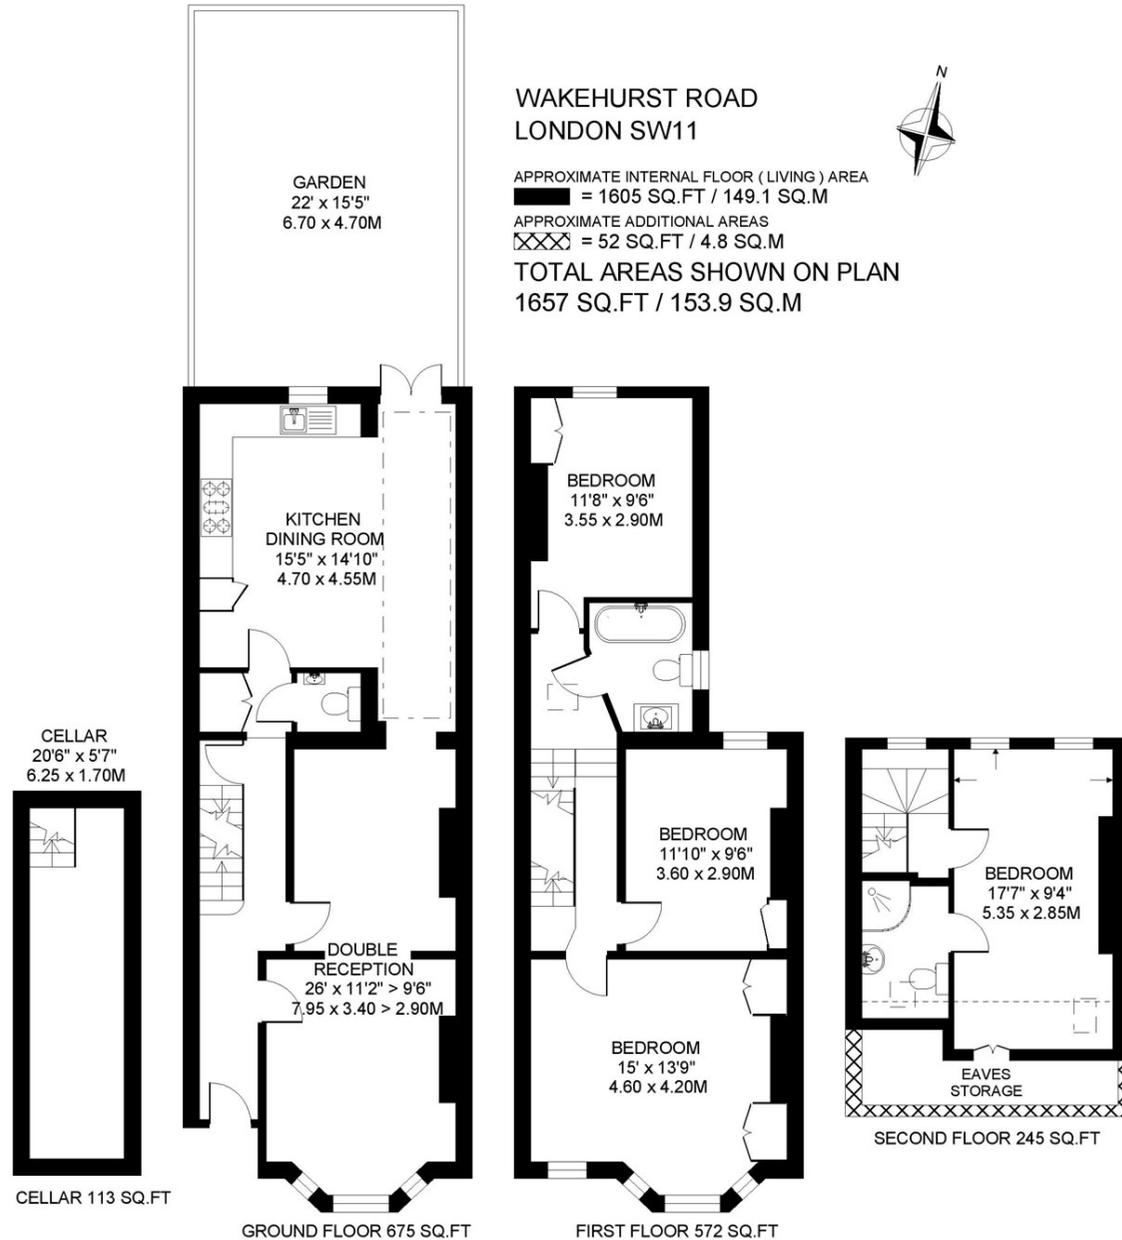 WAKEHURST ROAD
LONDON SW11
N
APPROXIMATE INTERNAL FLOOR ( LIVING ) AREA
= 1605 SQ.FT / 149.1 SQ.M
APPROXIMATE ADDITIONAL AREAS
= 52 SQ.FT / 4.8 SQ.M
TOTAL AREAS SHOWN ON PLAN
1657 SQ.FT / 153.9 SQ.M
GARDEN
22' x 15'5"
6.70 x 4.70M
KITCHEN
DINING ROOM
15'5" x 14'10"
4.70 x 4.55M
CELLAR
20'6" x 5'7"
6.25 x 1.70M
CELLAR 113 SQ.FT
DOUBLE
RECEPTION
26' x 11'2" > 9'6"
7.95 x 3.40 > 2.90M
GROUND FLOOR 675 SQ.FT
BEDROOM
11'8" x 9'6"
3.55 x 2.90M
BEDROOM
11'10" x 9'6"
3.60 x 2.90M
BEDROOM
15' x 13'9"
4.60 x 4.20M
FIRST FLOOR 572 SQ.FT
BEDROOM
17'7" x 9'4"
5.35 x 2.85M
EAVES
STORAGE
SECOND FLOOR 245 SQ.FT